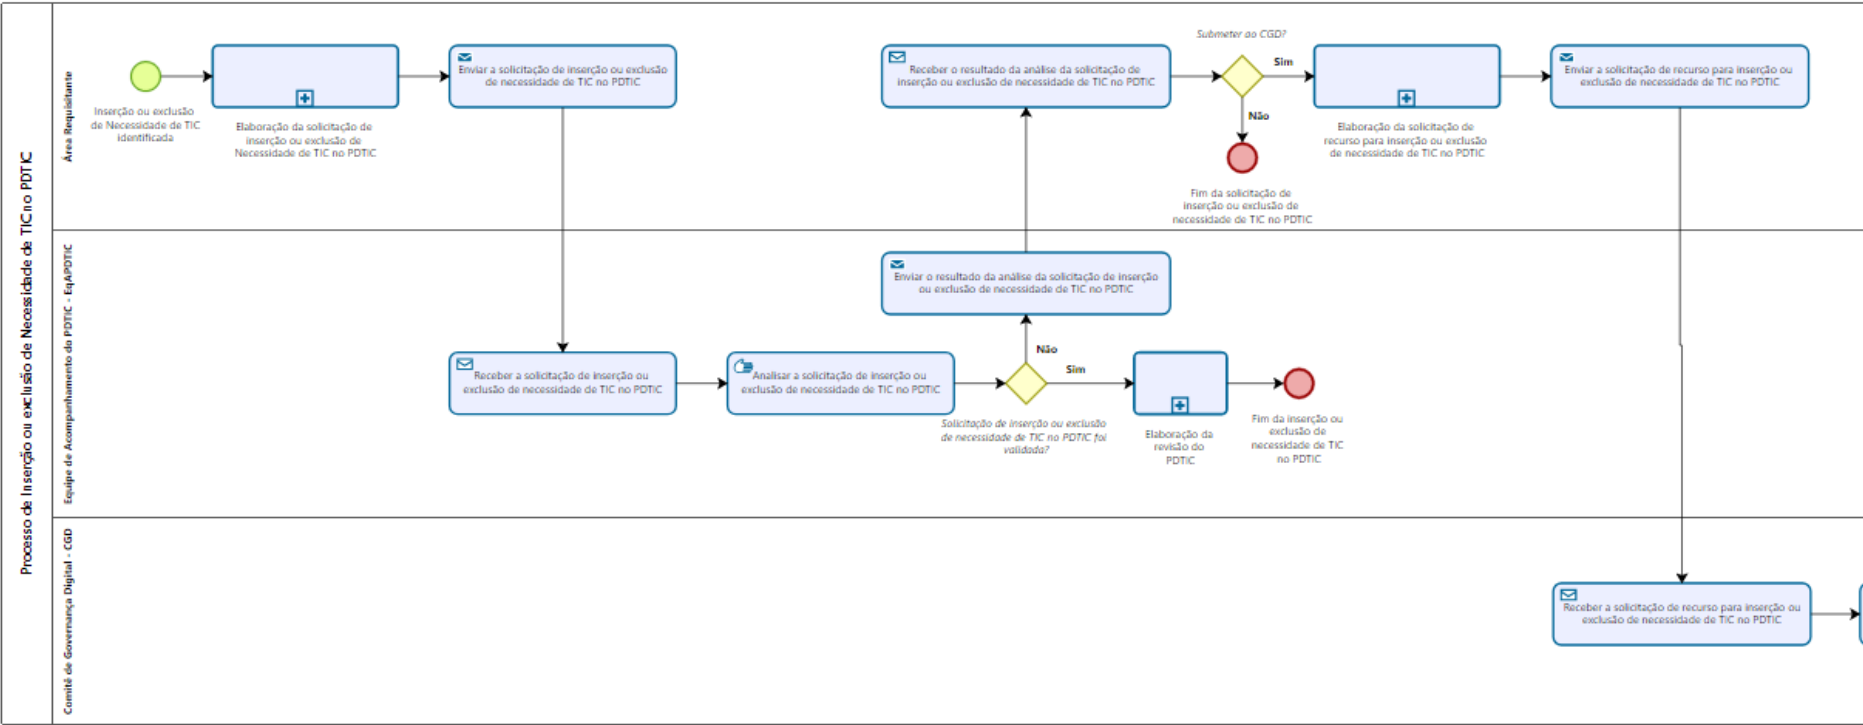 Processo de Inserção ou exclusão de Necessidade de TIC no PDTIC
Área Requisitante
Inserção ou exclusão
de Necessidade de TIC
identificada
Elaboração da solicitação de
inserção ou exclusão de
Necessidade de TIC no PDTIC
Enviar a solicitação de inserção ou exclusão
de necessidade de TIC no PDTIC
Receber o resultado da análise da solicitação de
inserção ou exclusão de necessidade de TIC no PDTIC
Submeter ao CGD?
Sim
Não
Fim da solicitação de
inserção ou exclusão de
necessidade de TIC no PDTIC
Elaboração da solicitação de
recurso para inserção ou exclusão
de necessidade de TIC no PDTIC
Enviar a solicitação de recurso para inserção ou
exclusão de necessidade de TIC no PDTIC
Equipe de Acompanhamento do PDTIC - EqAPDTIC
Enviar o resultado da análise da solicitação de inserção
ou exclusão de necessidade de TIC no PDTIC
Receber a solicitação de inserção ou
exclusão de necessidade de TIC no PDTIC
Analisar a solicitação de inserção ou
exclusão de necessidade de TIC no PDTIC
Não
Sim
Solicitação de inserção ou exclusão
de necessidade de TIC no PDTIC foi
validada?
Elaboração da
revisão do
PDTIC
Fim da inserção ou
exclusão de
necessidade de TIC
no PDTIC
Comitê de Governança Digital - CGD
Receber a solicitação de recurso para inserção ou
exclusão de necessidade de TIC no PDTIC